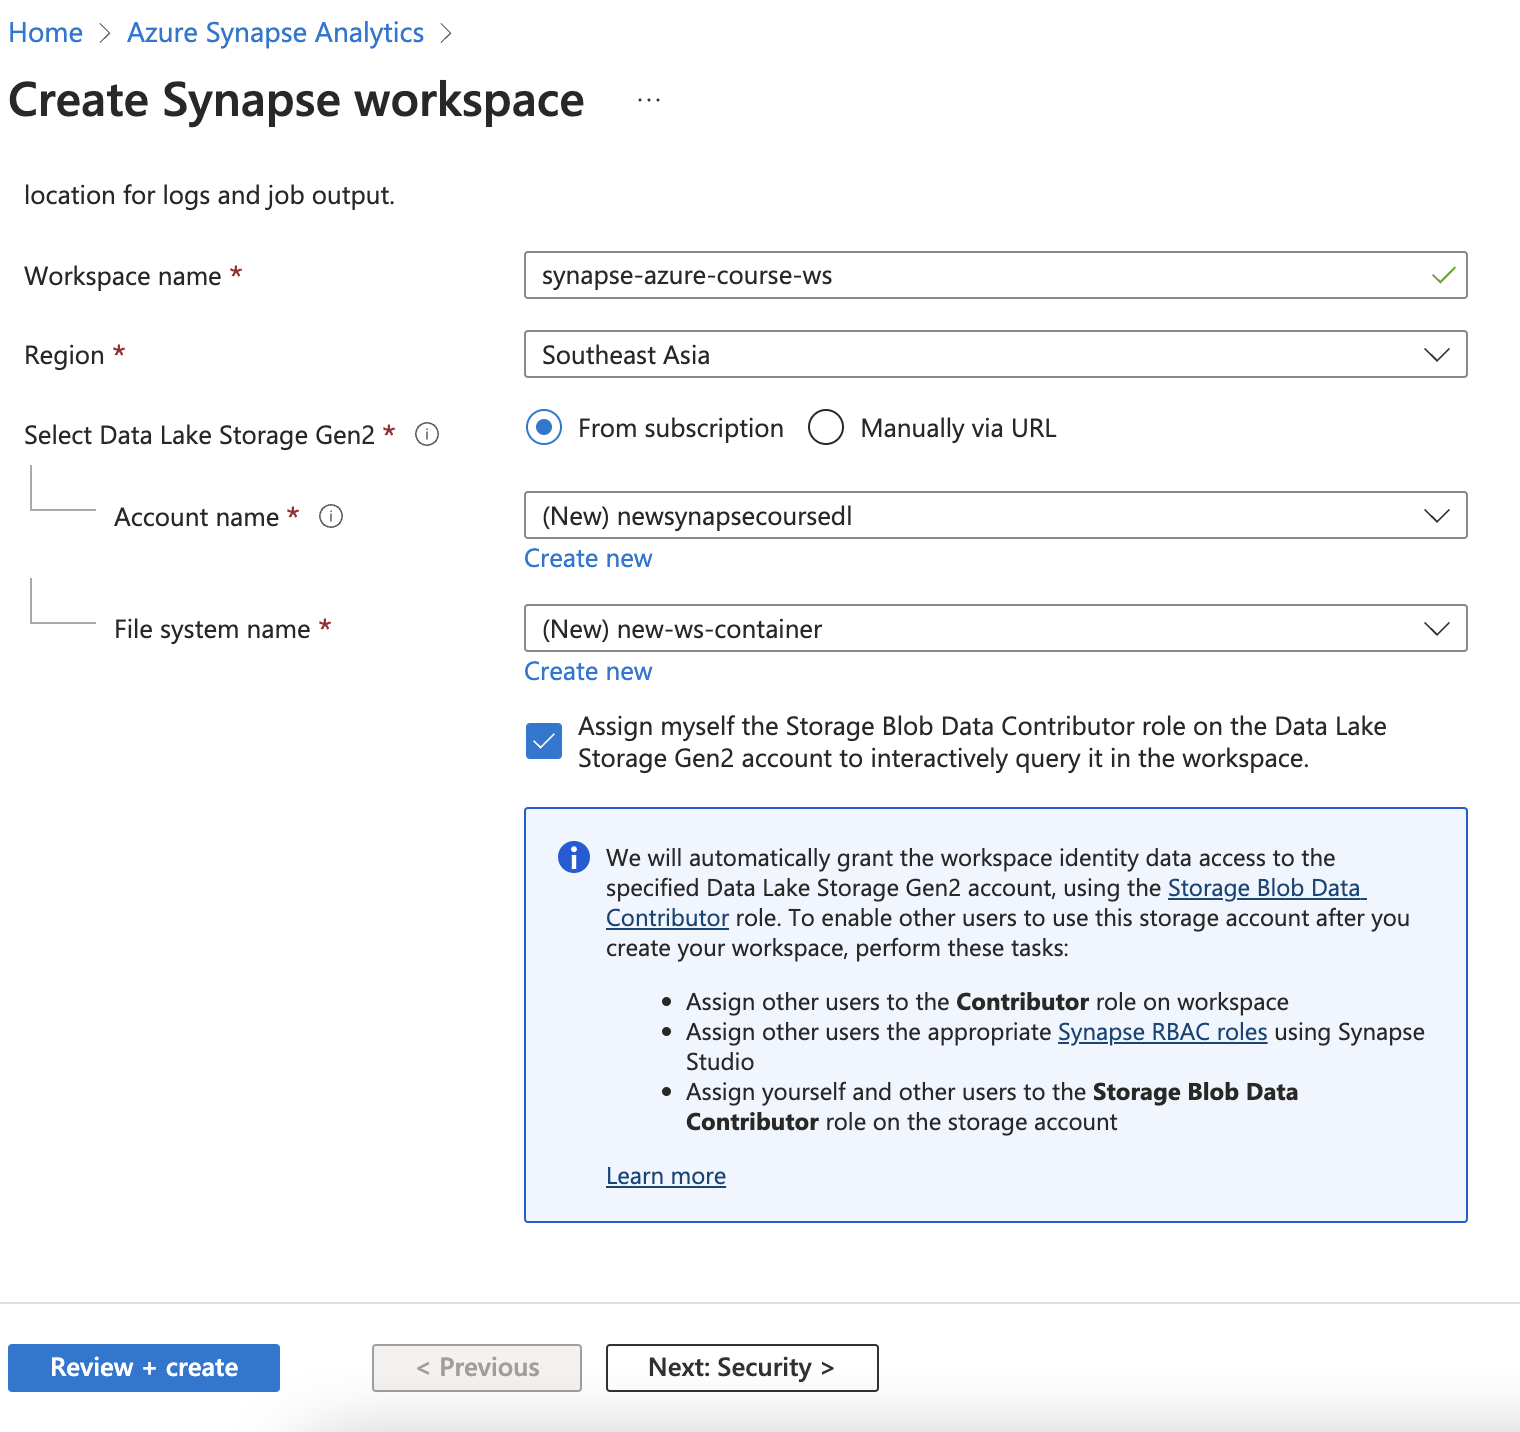 Home > Azure Synapse Analytics >
Create Synapse workspace ...
location for logs and job output.
Workspace name *
synapse-azure-course-ws
Region *
Southeast Asia
Select Data Lake Storage Gen2 *
From subscription
Manually via URL
Account name *
(New) newsynapsecoursedl
Create new
File system name *
(New) new-ws-container
Create new
Assign myself the Storage Blob Data Contributor role on the Data Lake
Storage Gen2 account to interactively query it in the workspace.
We will automatically grant the workspace identity data access to the
specified Data Lake Storage Gen2 account, using the Storage Blob Data
Contributor role. To enable other users to use this storage account after you
create your workspace, perform these tasks:
• Assign other users to the Contributor role on workspace
• Assign other users the appropriate Synapse RBAC roles using Synapse
Studio
• Assign yourself and other users to the Storage Blob Data
Contributor role on the storage account
Learn more
Review + create
< Previous
Next: Security >